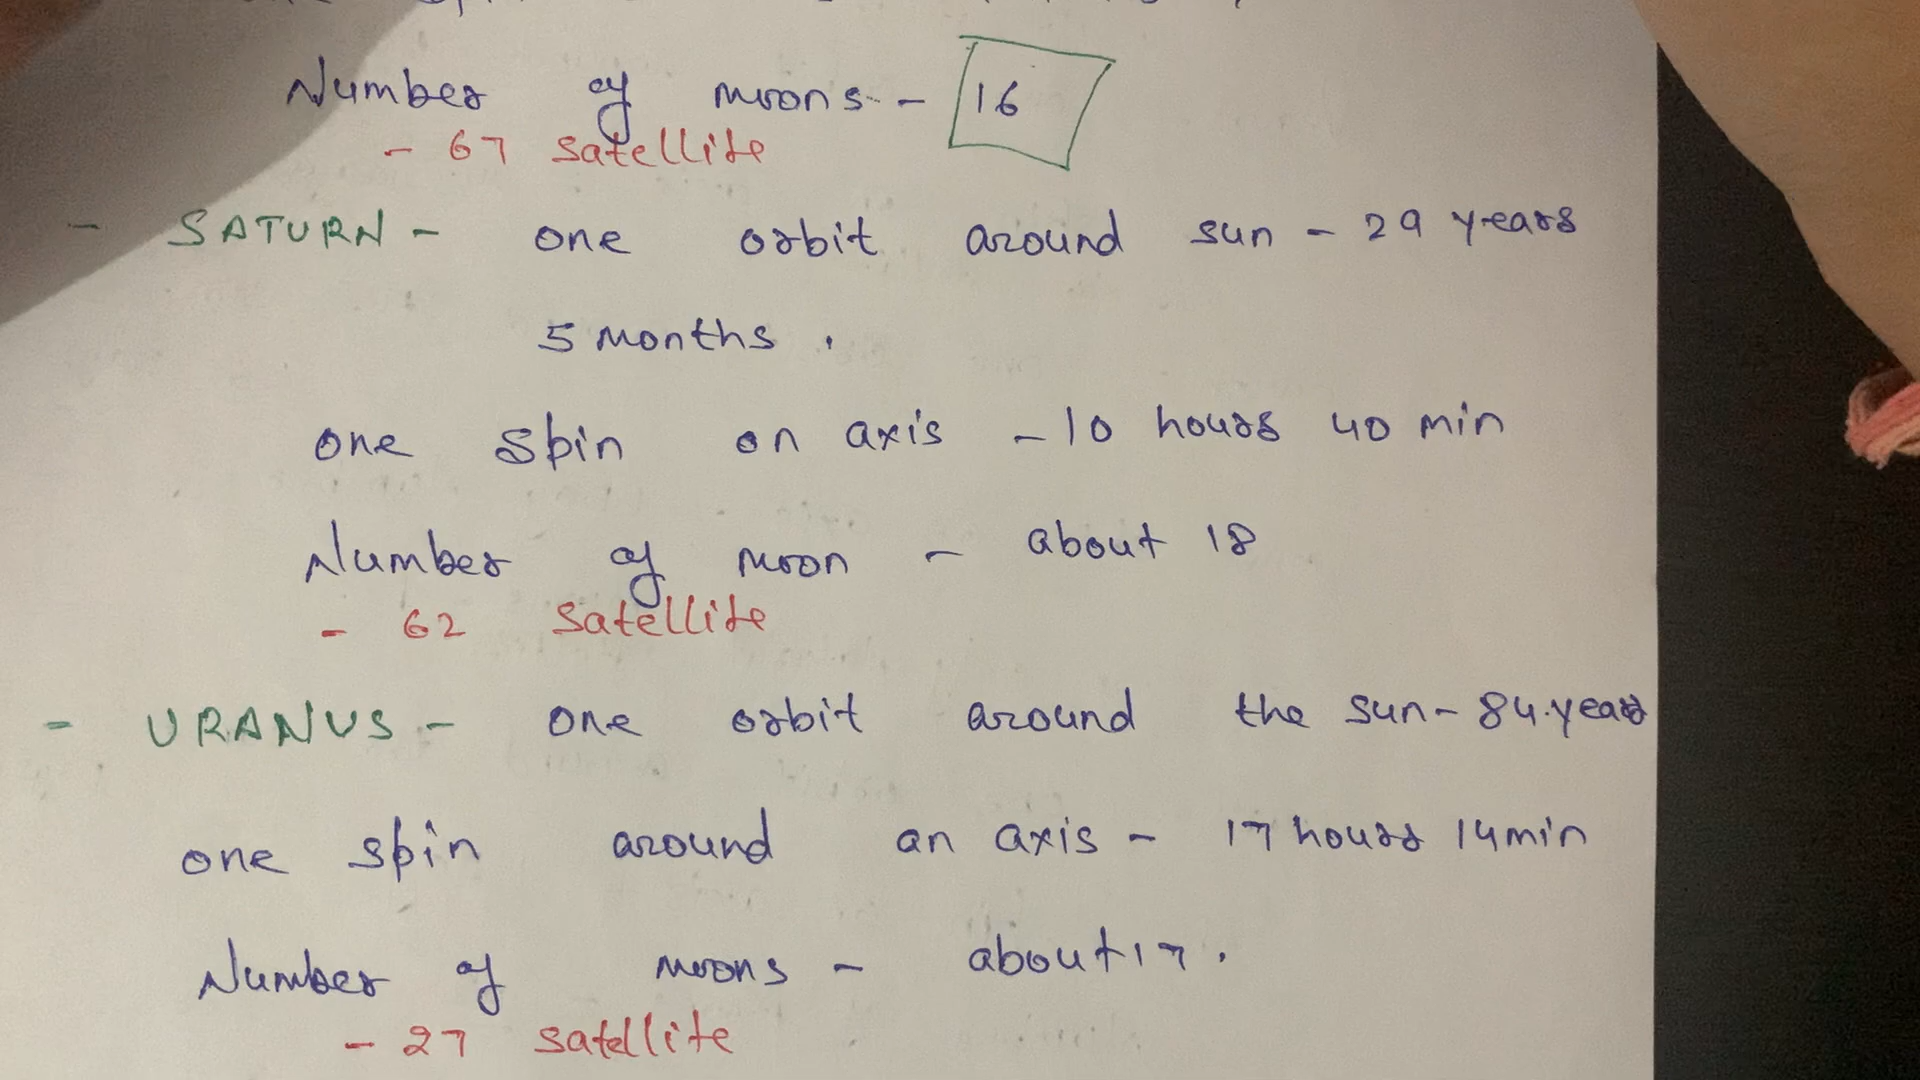 Number of moons - 16
- 67 satellite
- SATURN - one orbit around sun - 29 years
5 months .
one spin on axis - 10 hours 40 min
Number of moon - about 18
- 62 satellite
- URANUS - one orbit around the sun - 84 years
one spin around an axis - 17 hours 14 min
Number of moons - about 17 .
- 27 satellite